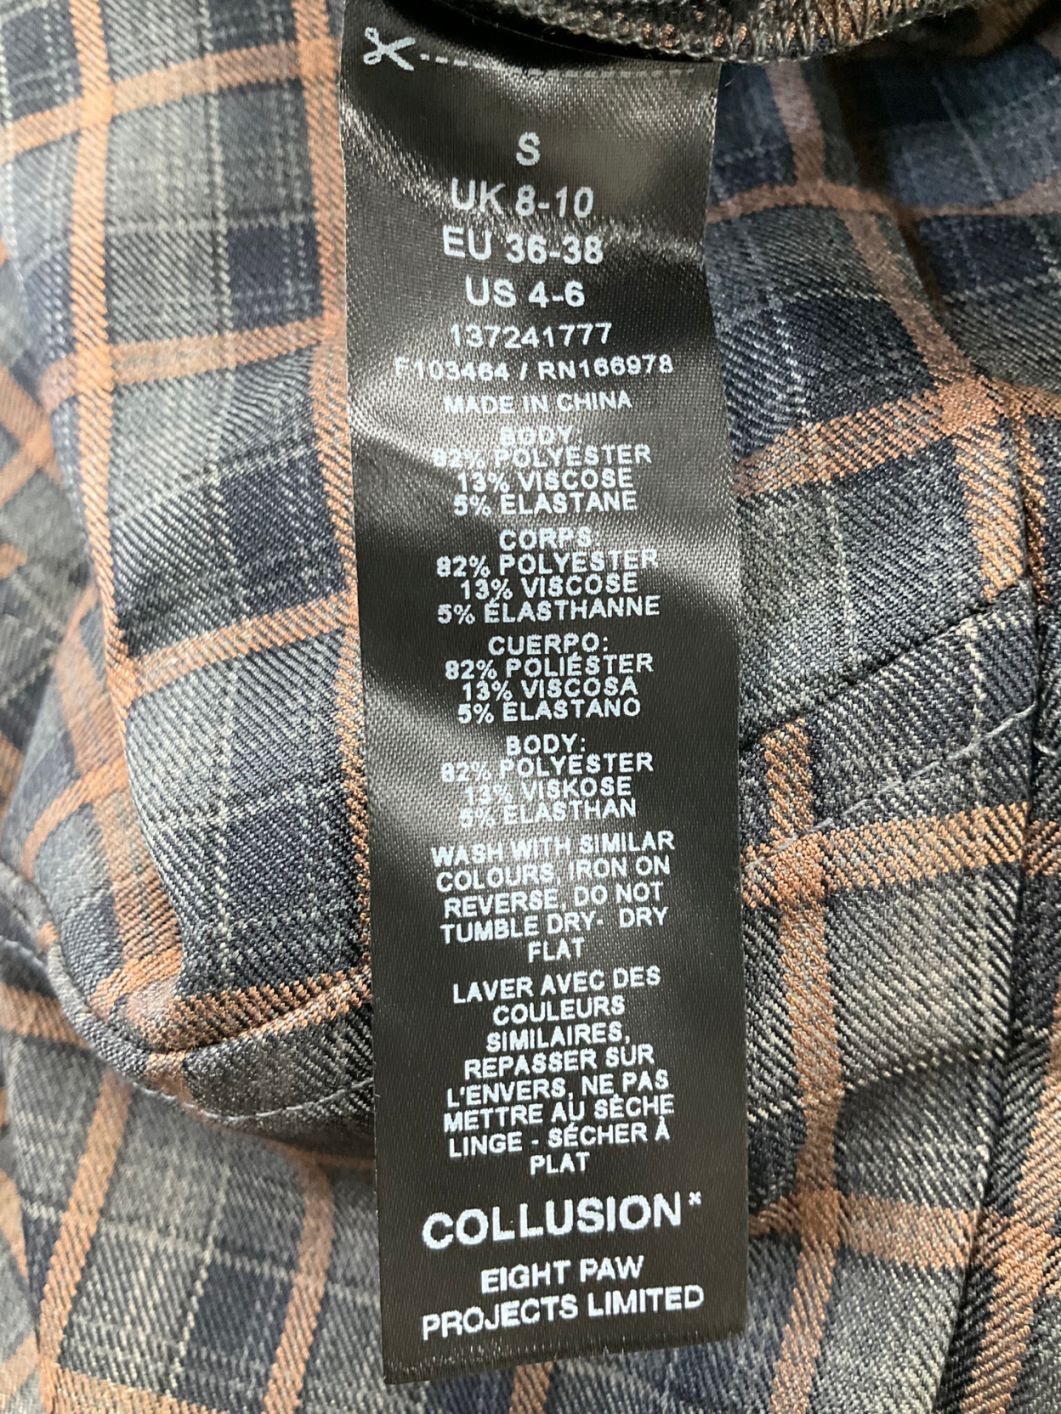 S
UK 8-10
EU 36-38
US 4-6
137241777
F103464 / RN166978
MADE IN CHINA
BODY:
82% POLYESTER
13% VISCOSE
5% ELASTANE
CORPS:
82% POLYESTER
13% VISCOSE
5% ÉLASTHANNE
CUERPO:
82% POLIÉSTER
13% VISCOSA
5% ELASTANO
BODY:
82% POLYESTER
13% VISKOSE
5% ELASTHAN
WASH WITH SIMILAR
COLOURS, IRON ON
REVERSE, DO NOT
TUMBLE DRY- DRY
FLAT
LAVER AVEC DES
COULEURS
SIMILAIRES,
REPASSER SUR
L'ENVERS, NE PAS
METTRE AU SÈCHE
LINGE - SÉCHER À
PLAT
COLLUSION×
EIGHT PAW
PROJECTS LIMITED